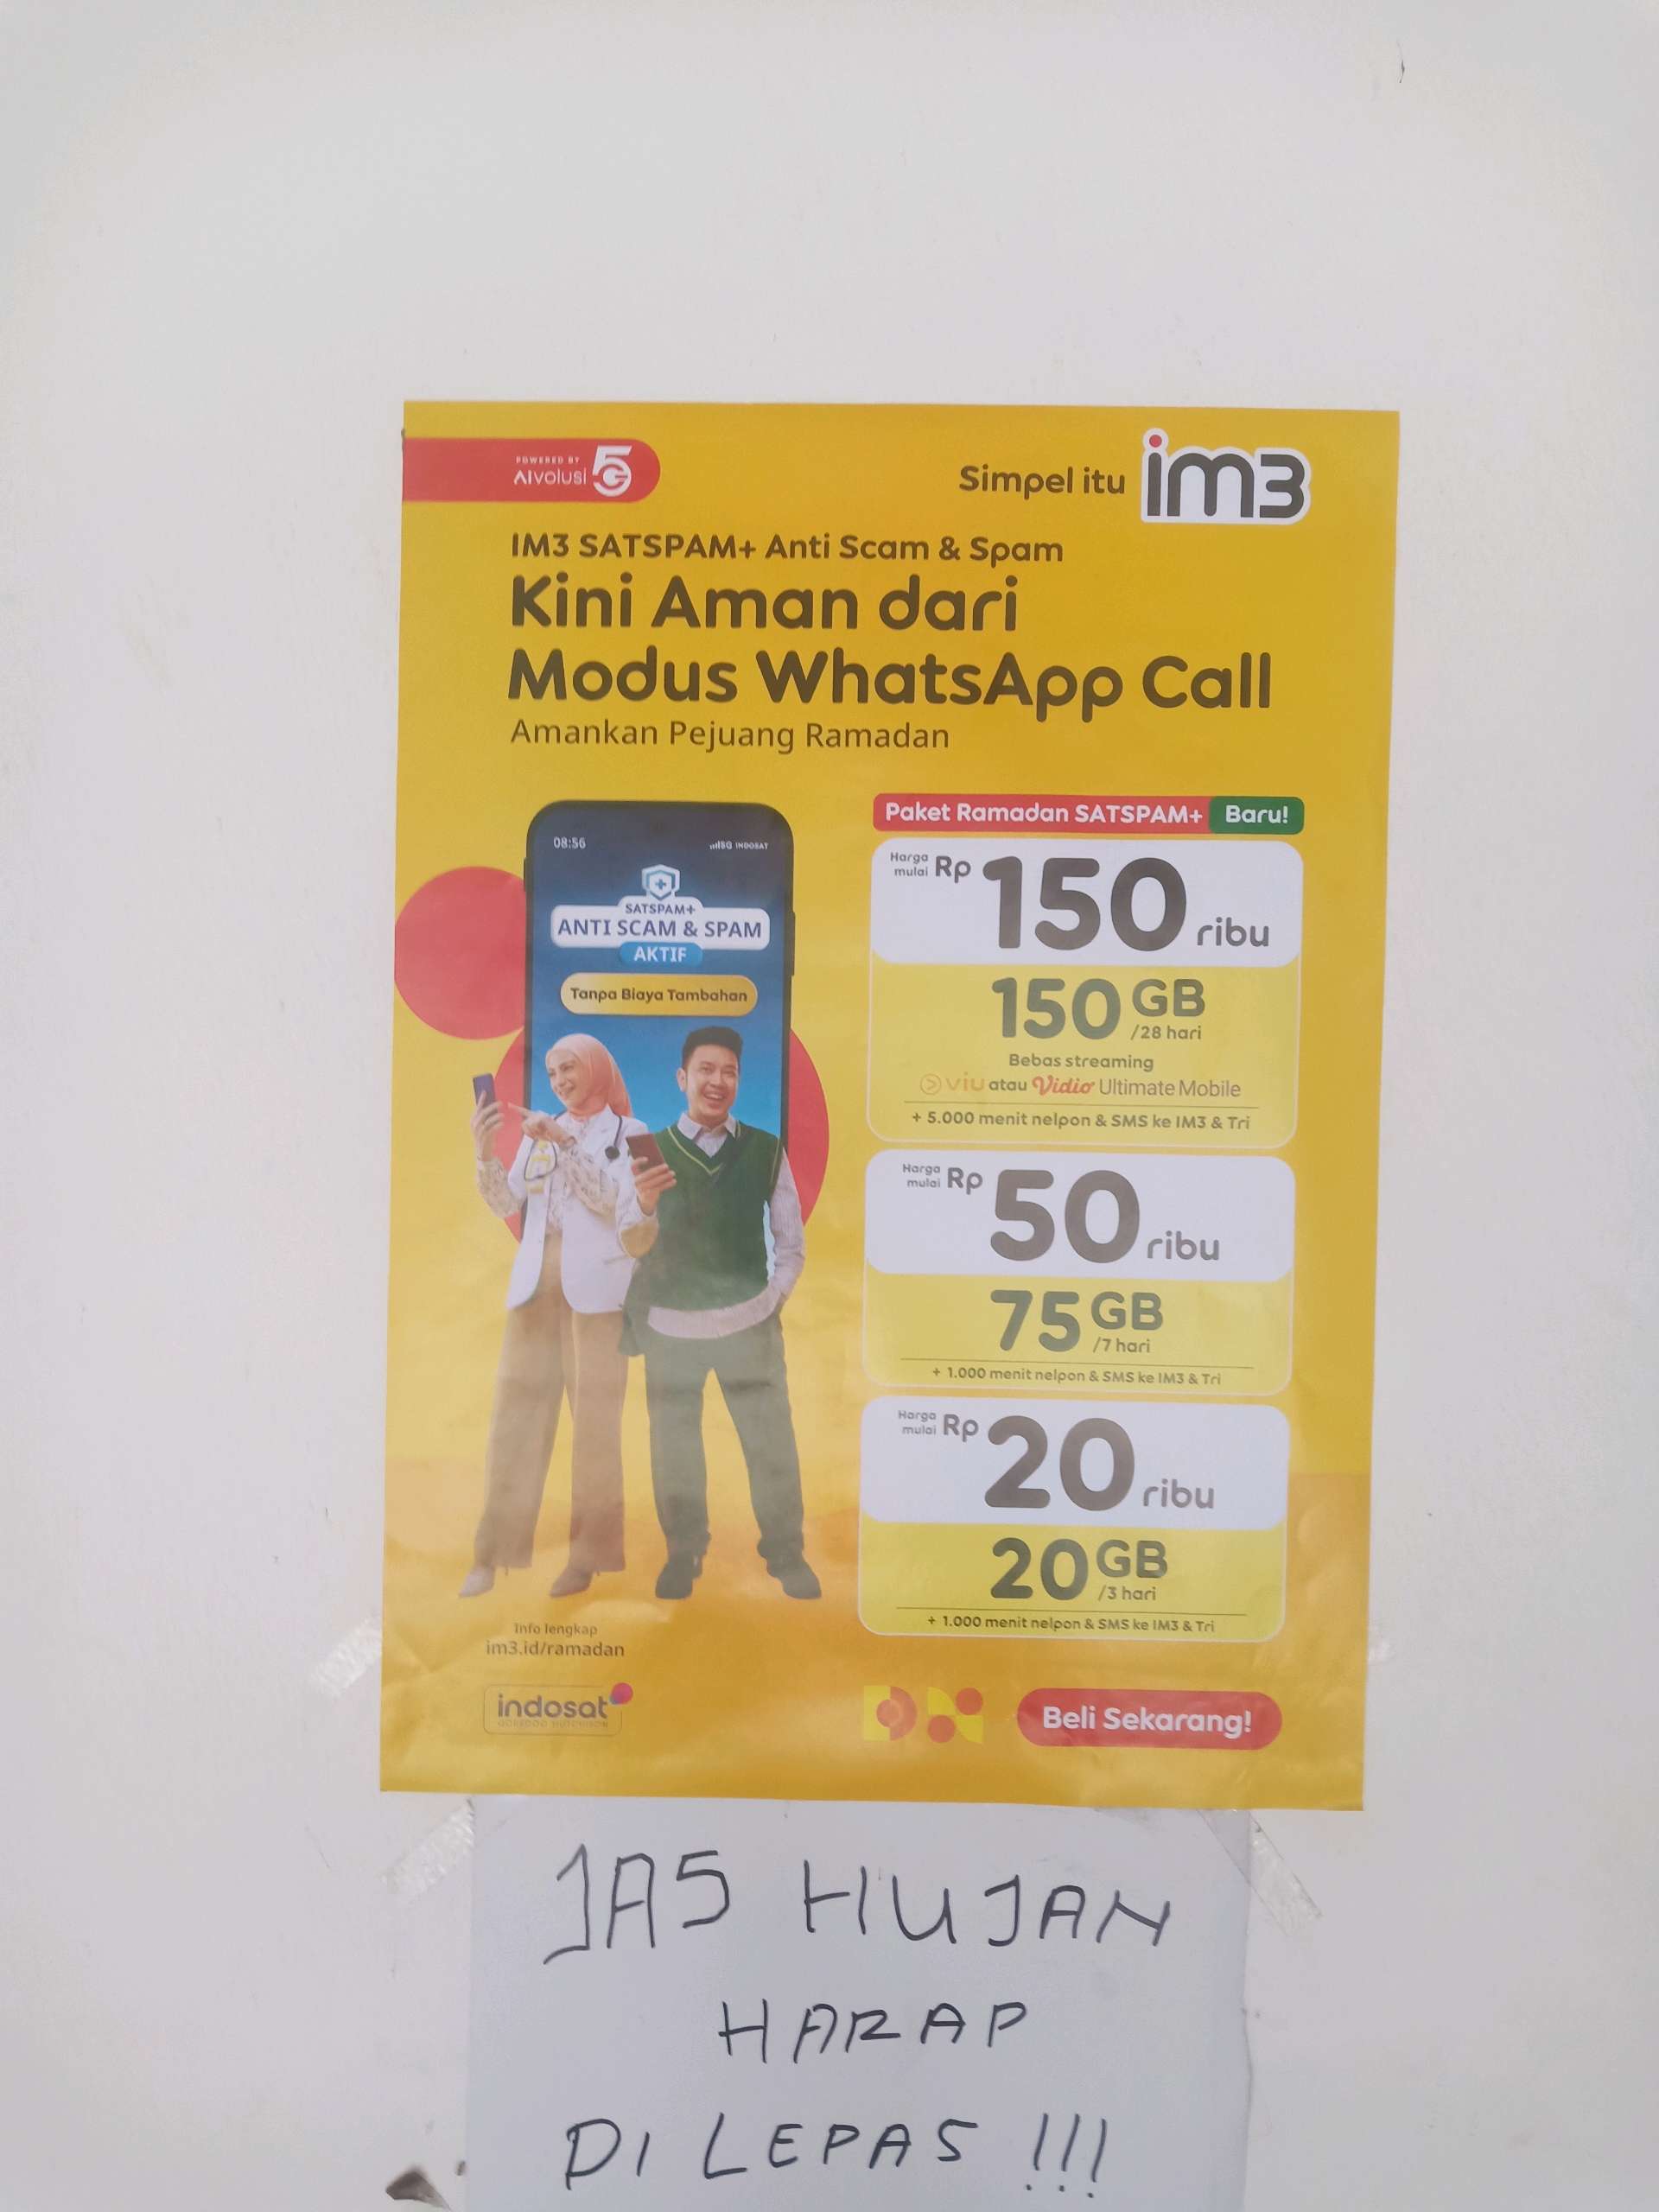 POWERED BY
AIvolusi 5G
Simpel itu im3
IM3 SATSPAM+ Anti Scam & Spam
Kini Aman dari
Modus WhatsApp Call
Amankan Pejuang Ramadan
08:56 5G INDOSAT
SATSPAM+
ANTI SCAM & SPAM
AKTIF
Tanpa Biaya Tambahan
Paket Ramadan SATSPAM+ Baru!
Harga mulai Rp 150 ribu
150 GB /28 hari
Bebas streaming
viu atau Vidio Ultimate Mobile
+ 5.000 menit nelpon & SMS ke IM3 & Tri
Harga mulai Rp 50 ribu
75 GB /7 hari
+ 1.000 menit nelpon & SMS ke IM3 & Tri
Harga mulai Rp 20 ribu
20 GB /3 hari
+ 1.000 menit nelpon & SMS ke IM3 & Tri
Info lengkap
im3.id/ramadan
indosat
OOREDOO HUTCHISON
Beli Sekarang!
JAS HUJAN
HARAP
DI LEPAS !!!